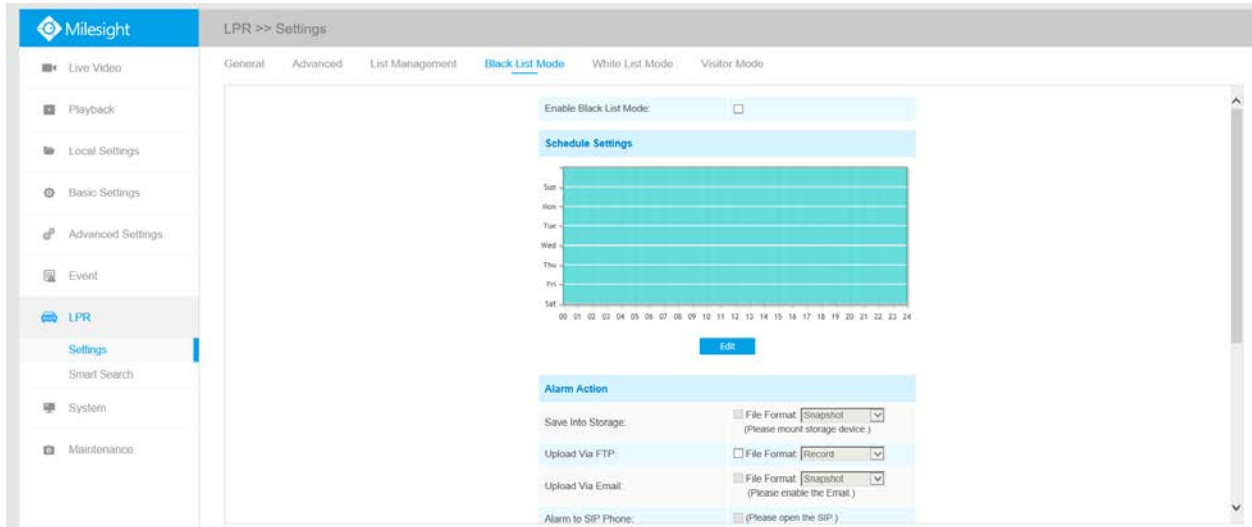 Milesight
LPR >> Settings
Live Video
Playback
Local Settings
Basic Settings
Advanced Settings
Event
LPR
Settings
Smart Search
System
Maintenance
General Advanced List Management Black List Mode White List Mode Visitor Mode
Enable Black List Mode:
Schedule Settings
Sun
Mon
Tue
Wed
Thu
Fri
Sat
00 01 02 03 04 05 06 07 08 09 10 11 12 13 14 15 16 17 18 19 20 21 22 23 24
Edit
Alarm Action
Save Into Storage: File Format: Snapshot
(Please mount storage device.)
Upload Via FTP: File Format: Record
Upload Via Email: File Format: Snapshot
(Please enable the Email.)
Alarm to SIP Phone: (Please open the SIP.)